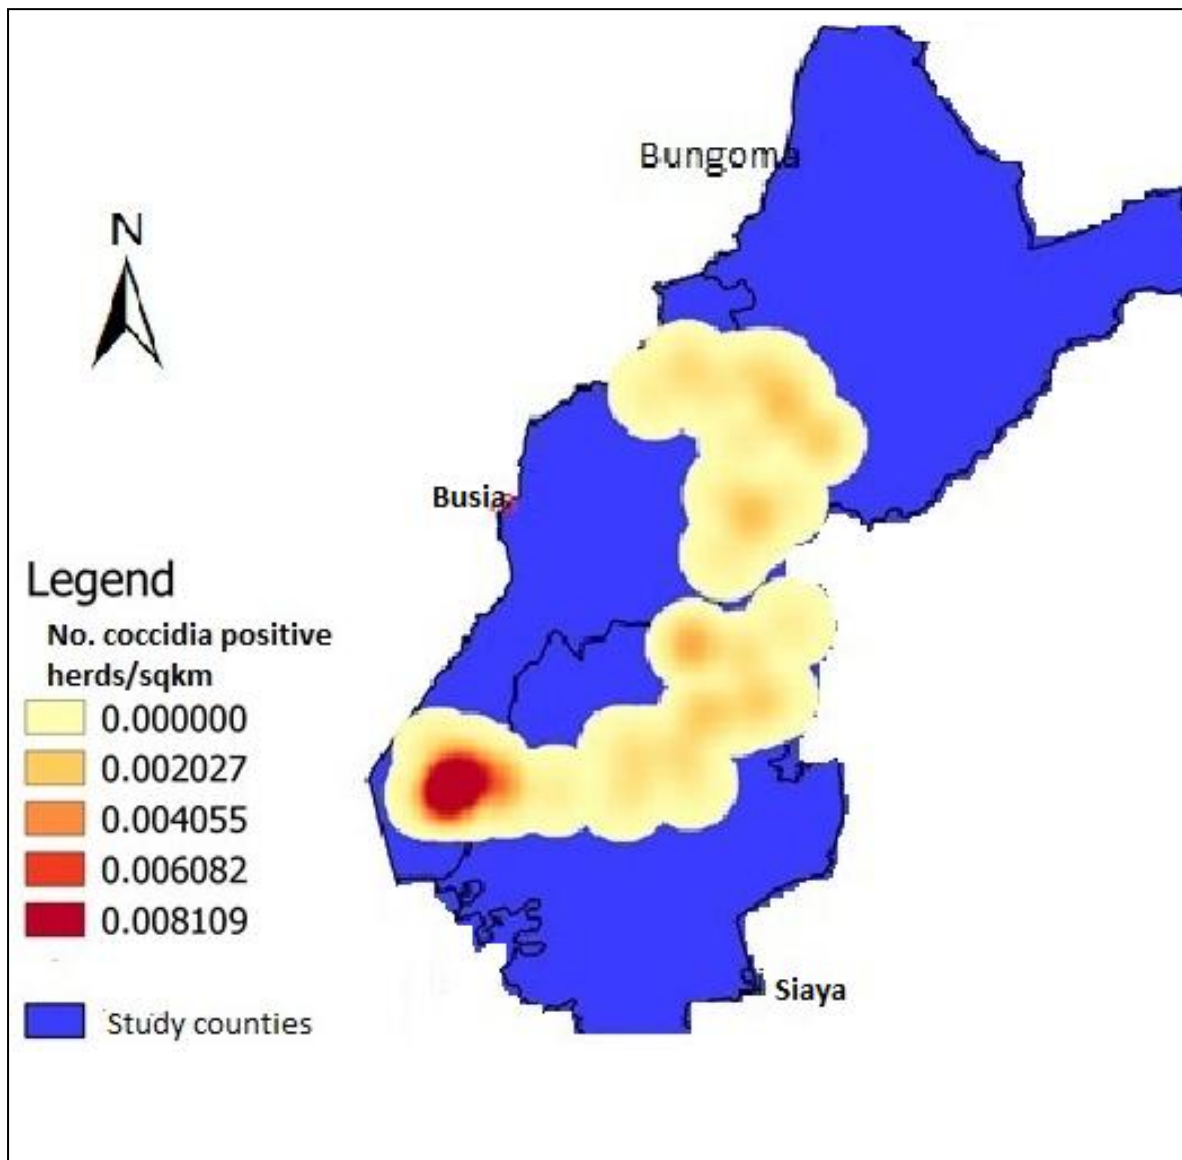 Bungoma
N
Busia
Legend
No. coccidia positive
herds/sqkm
0.000000
0.002027
0.004055
0.006082
0.008109
Siaya
Study counties